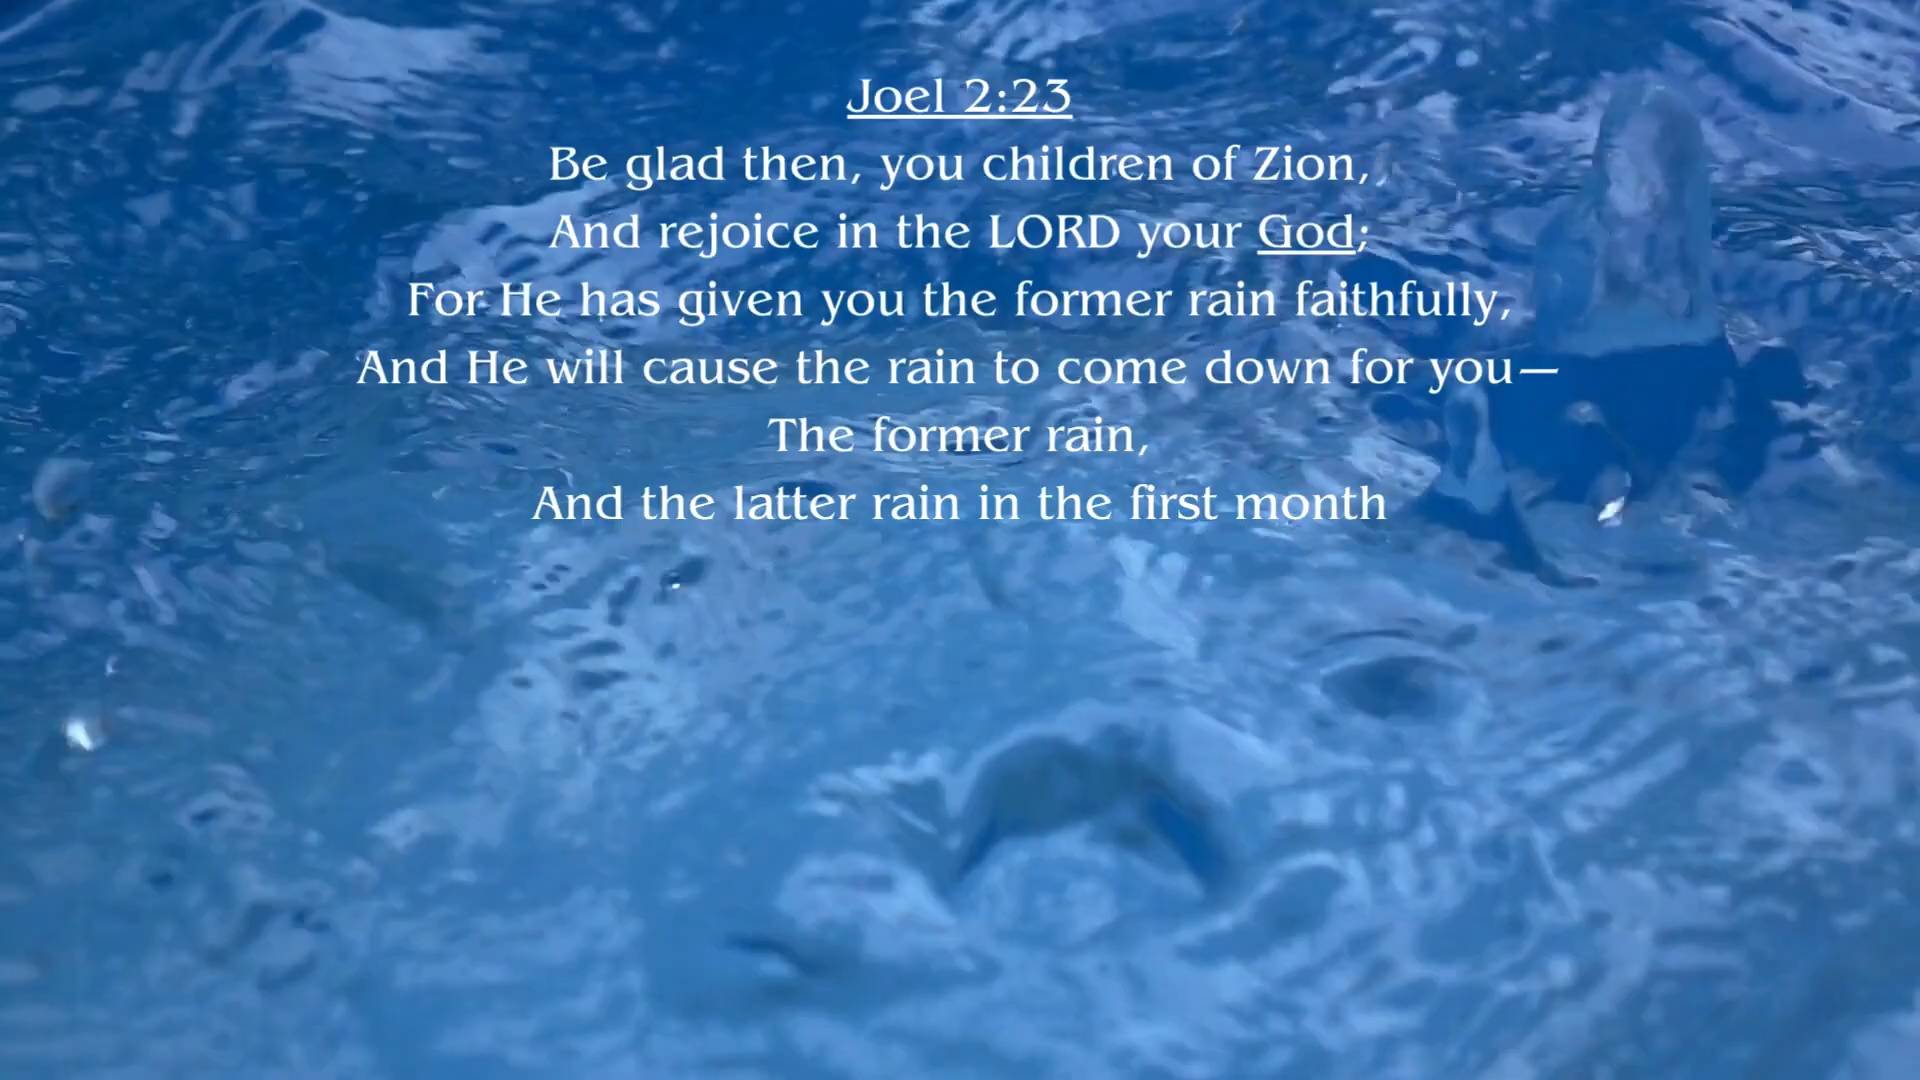 Joel 2:23
Be glad then, you children of Zion,
And rejoice in the LORD your God;
For He has given you the former rain faithfully,
And He will cause the rain to come down for you—
The former rain,
And the latter rain in the first month